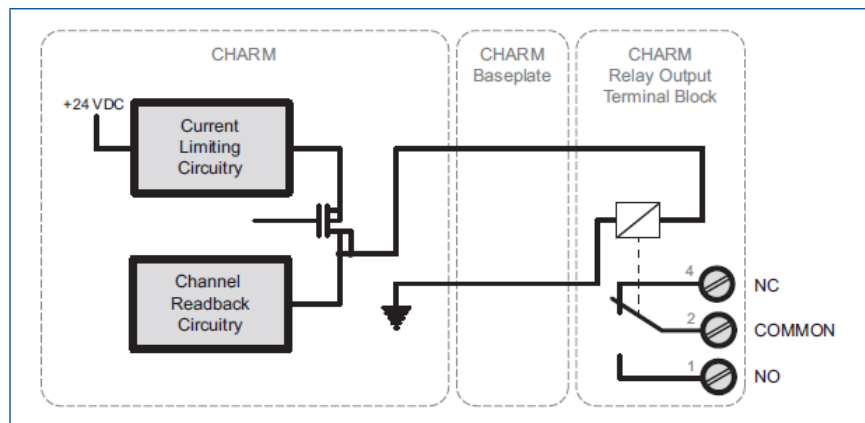 CHARM
CHARM
Baseplate
CHARM
Relay Output
Terminal Block
+24 VDC
Current
Limiting
Circuitry
Channel
Readback
Circuitry
4
NC
2
COMMON
1
NO